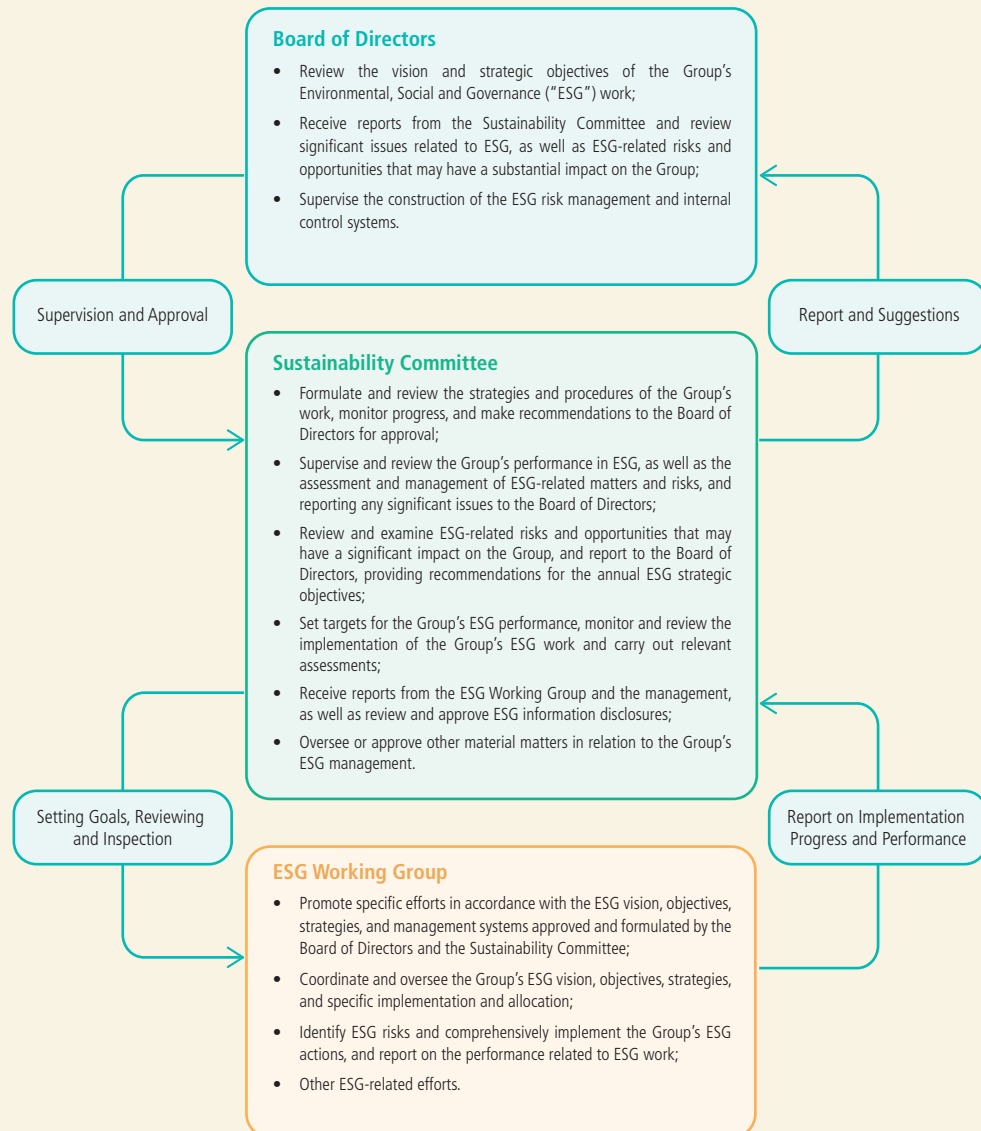 Board of Directors
• Review the vision and strategic objectives of the Group’s
Environmental, Social and Governance (“ESG”) work;
• Receive reports from the Sustainability Committee and review
significant issues related to ESG, as well as ESG-related risks and
opportunities that may have a substantial impact on the Group;
• Supervise the construction of the ESG risk management and internal
control systems.
Supervision and Approval
Report and Suggestions
Sustainability Committee
• Formulate and review the strategies and procedures of the Group’s
work, monitor progress, and make recommendations to the Board of
Directors for approval;
• Supervise and review the Group’s performance in ESG, as well as the
assessment and management of ESG-related matters and risks, and
reporting any significant issues to the Board of Directors;
• Review and examine ESG-related risks and opportunities that may
have a significant impact on the Group, and report to the Board of
Directors, providing recommendations for the annual ESG strategic
objectives;
• Set targets for the Group’s ESG performance, monitor and review the
implementation of the Group’s ESG work and carry out relevant
assessments;
• Receive reports from the ESG Working Group and the management,
as well as review and approve ESG information disclosures;
• Oversee or approve other material matters in relation to the Group’s
ESG management.
Setting Goals, Reviewing
and Inspection
Report on Implementation
Progress and Performance
ESG Working Group
• Promote specific efforts in accordance with the ESG vision, objectives,
strategies, and management systems approved and formulated by the
Board of Directors and the Sustainability Committee;
• Coordinate and oversee the Group’s ESG vision, objectives, strategies,
and specific implementation and allocation;
• Identify ESG risks and comprehensively implement the Group’s ESG
actions, and report on the performance related to ESG work;
• Other ESG-related efforts.